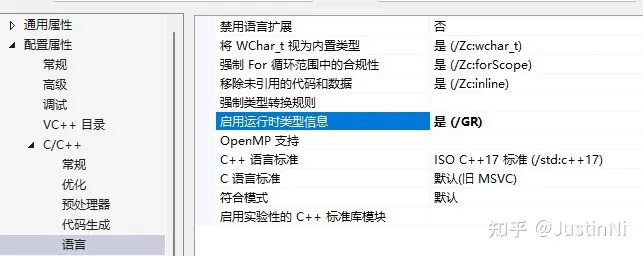 通用属性
配置属性
常规
高级
调试
VC++ 目录
C/C++
常规
优化
预处理器
代码生成
语言
禁用语言扩展 否
将 WChar_t 视为内置类型 是 (/Zc:wchar_t)
强制 For 循环范围中的合规性 是 (/Zc:forScope)
移除未引用的代码和数据 是 (/Zc:inline)
强制类型转换规则
启用运行时类型信息 是 (/GR)
OpenMP 支持
C++ 语言标准 ISO C++17 标准 (/std:c++17)
C 语言标准 默认(旧 MSVC)
符合模式 默认
启用实验性的 C++ 标准库模块
知乎 @JustinNi